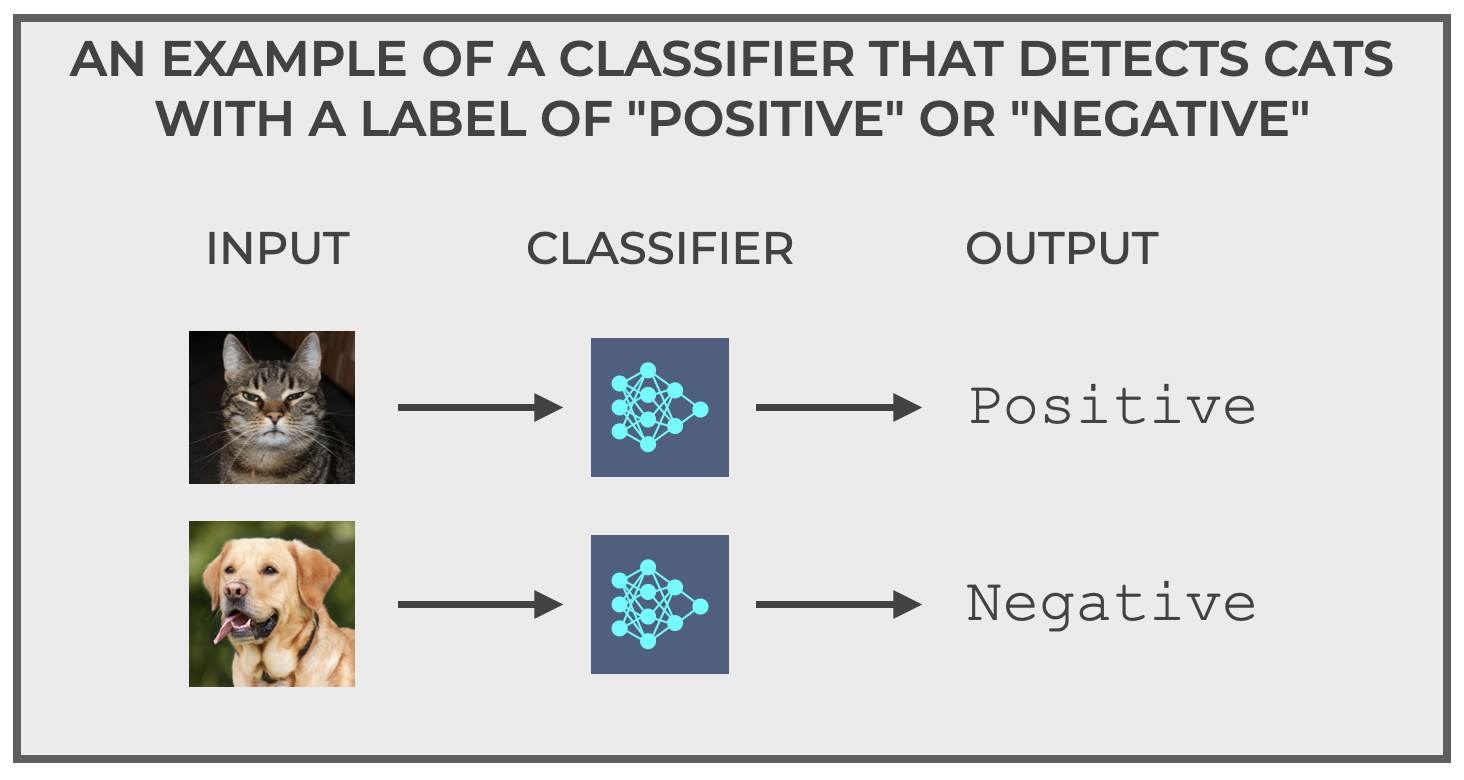 AN EXAMPLE OF A CLASSIFIER THAT DETECTS CATS
WITH A LABEL OF "POSITIVE" OR "NEGATIVE"
INPUT CLASSIFIER OUTPUT
Positive
Negative